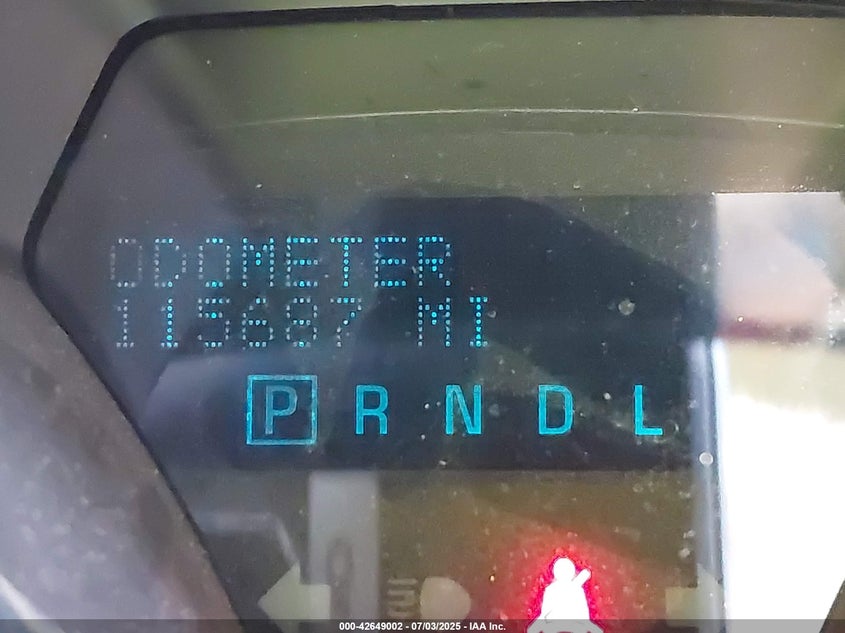 ODOMETER
115687 MI
P R N D L
000-42649002 - 07/03/2025 - IAA Inc.